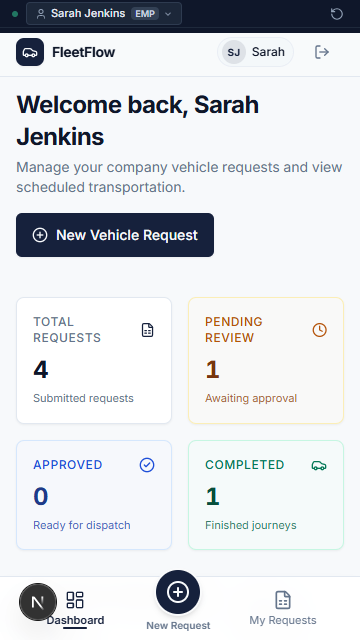 Sarah Jenkins EMP
FleetFlow
SJ Sarah
Welcome back, Sarah
Jenkins
Manage your company vehicle requests and view
scheduled transportation.
New Vehicle Request
TOTAL
REQUESTS
4
Submitted requests
PENDING
REVIEW
1
Awaiting approval
APPROVED
0
Ready for dispatch
COMPLETED
1
Finished journeys
N
Dashboard
New Request
My Requests